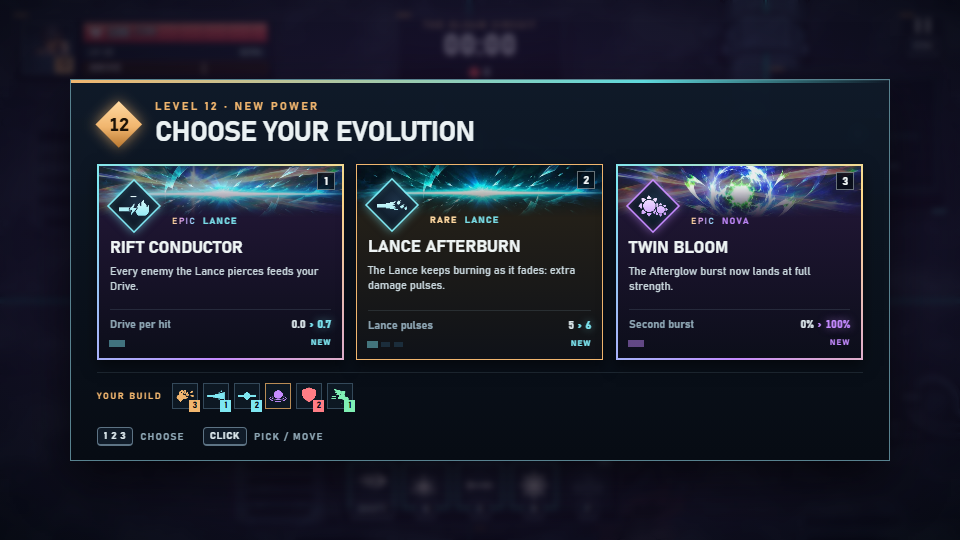 00:00
12
LEVEL 12 · NEW POWER
CHOOSE YOUR EVOLUTION
1
EPIC LANCE
RIFT CONDUCTOR
Every enemy the Lance pierces feeds your
Drive.
Drive per hit
0.0 › 0.7
NEW
2
RARE LANCE
LANCE AFTERBURN
The Lance keeps burning as it fades: extra
damage pulses.
Lance pulses
5 › 6
NEW
3
EPIC NOVA
TWIN BLOOM
The Afterglow burst now lands at full
strength.
Second burst
0% › 100%
NEW
YOUR BUILD
3 1 2 2 1
1 2 3 CHOOSE CLICK PICK / MOVE